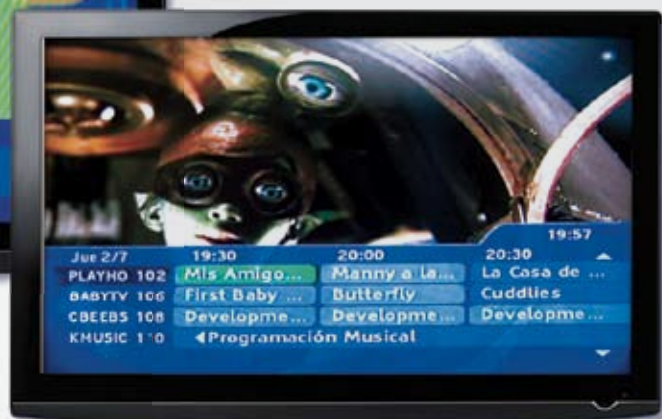 19:57
Jue 2/7 19:30 20:00 20:30
PLAYHO 102 Mis Amigo... Manny a la... La Casa de ...
BABYTV 106 First Baby ... Butterfly Cuddlies
CBEEBS 108 Developme... Developme... Developme...
KMUSIC 110 Programación Musical